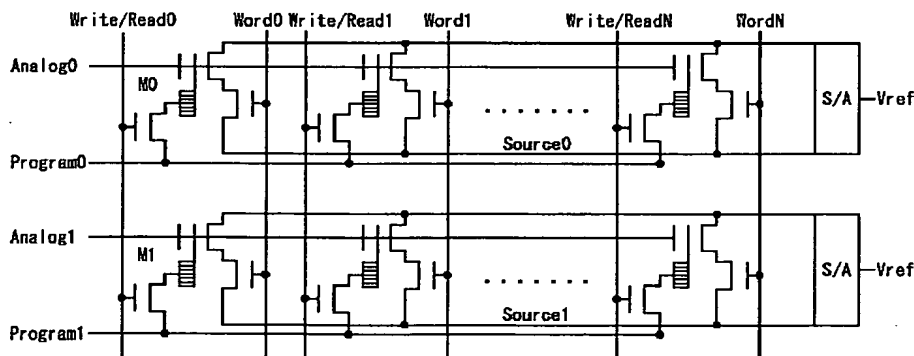 Write/Read0 Word0 Write/Read1 Word1 Write/ReadN WordN
Analog0
M0
S/A Vref
Source0
Program0
Analog1
M1
S/A Vref
Source1
Program1